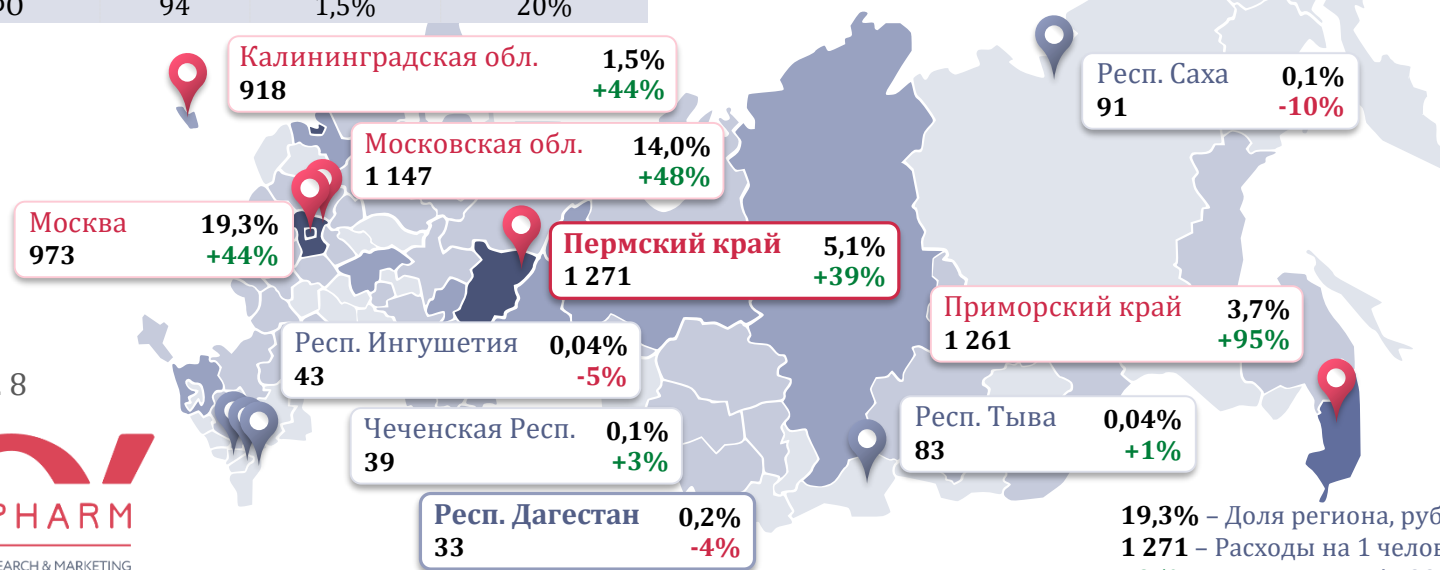 94 1,5% 20%
Калининградская обл. 1,5%
918 +44%
Респ. Саха 0,1%
91 -10%
Московская обл. 14,0%
1 147 +48%
Москва 19,3%
973 +44%
Пермский край 5,1%
1 271 +39%
Приморский край 3,7%
1 261 +95%
Респ. Ингушетия 0,04%
43 -5%
8
Чеченская Респ. 0,1%
39 +3%
Респ. Тыва 0,04%
83 +1%
Респ. Дагестан 0,2%
33 -4%
PHARM
& MARKETING
19,3% – Доля региона, руб
1 271 – Расходы на 1